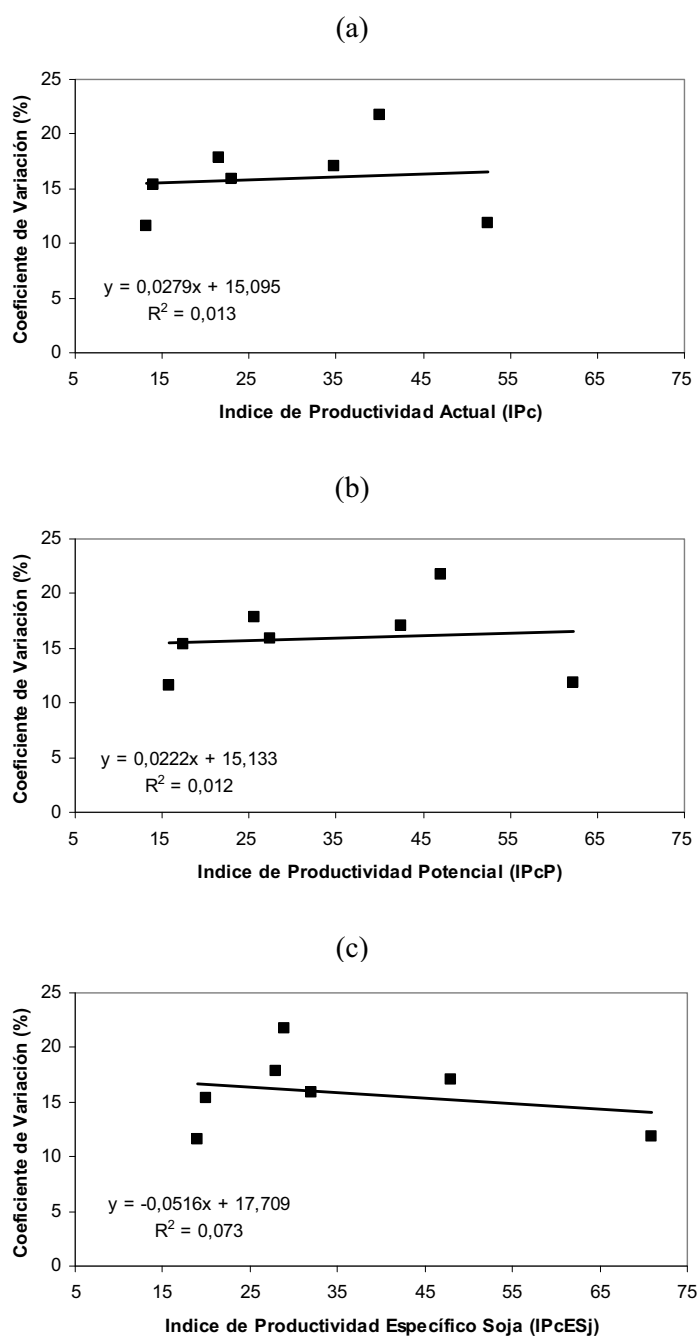 (a)
25
20
15
10
5
0
Coeficiente de Variación (%)
y = 0,0279x + 15,095
R² = 0,013
5 15 25 35 45 55 65 75
Indice de Productividad Actual (IPc)
(b)
25
20
15
10
5
0
Coeficiente de Variación (%)
y = 0,0222x + 15,133
R² = 0,012
5 15 25 35 45 55 65 75
Indice de Productividad Potencial (IPcP)
(c)
25
20
15
10
5
0
Coeficiente de Variación (%)
y = -0,0516x + 17,709
R² = 0,073
5 15 25 35 45 55 65 75
Indice de Productividad Específico Soja (IPcESj)